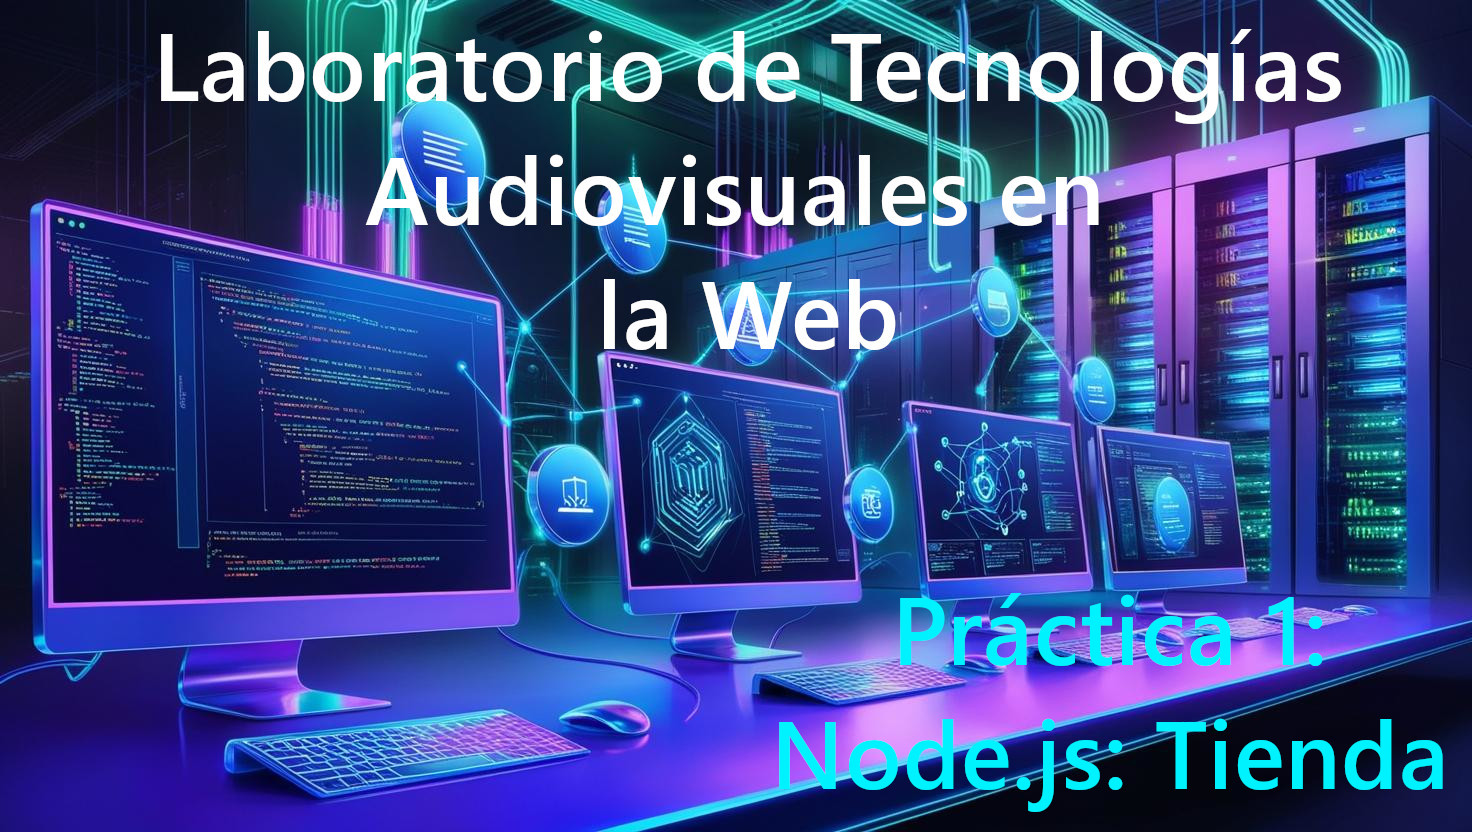 Laboratorio de Tecnologías
Audiovisuales en
la Web
Práctica 1:
Node.js: Tienda